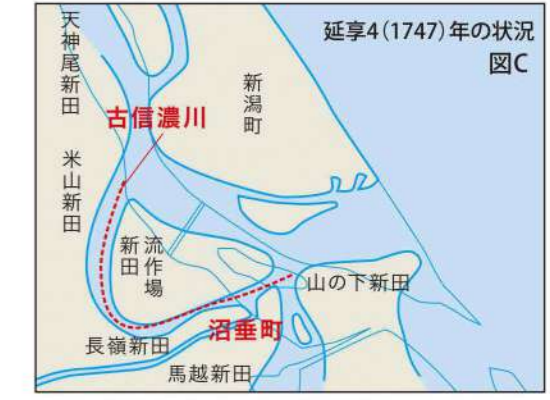 延享4(1747)年の状況
図C
天神尾新田
新潟町
古信濃川
米山新田
流作場
新田
山の下新田
沼垂町
長嶺新田
馬越新田